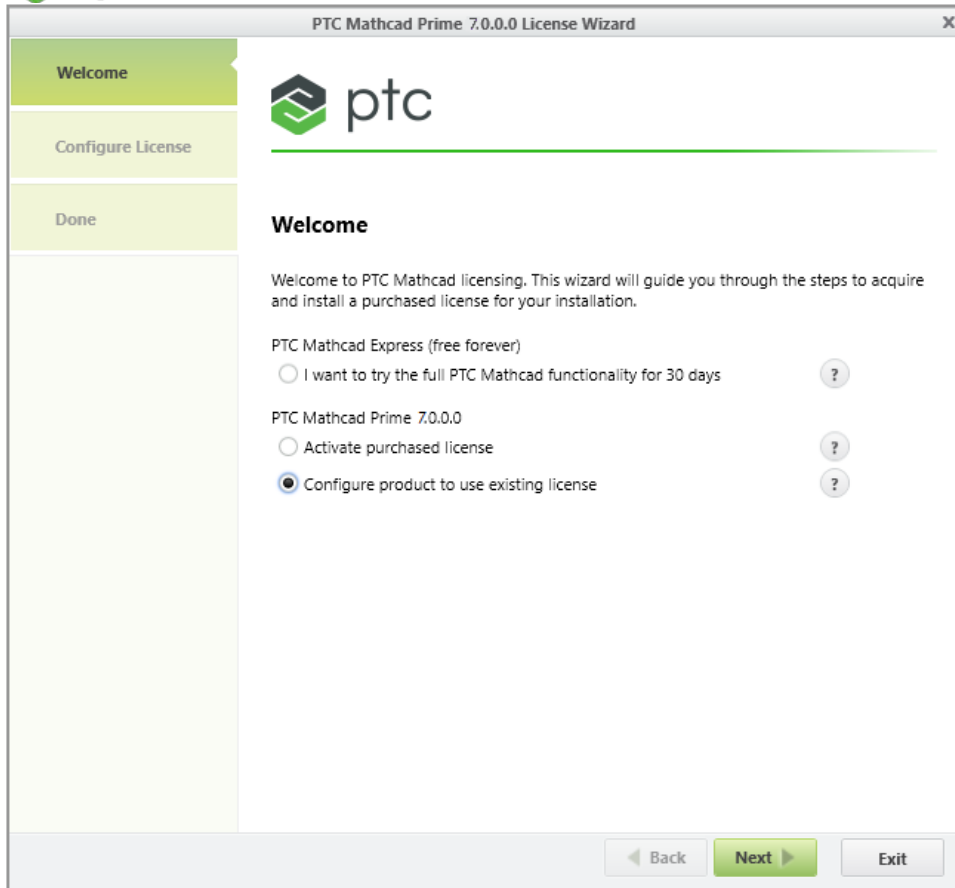 PTC Mathcad Prime 7.0.0.0 License Wizard
X
Welcome
Configure License
Done
ptc
Welcome
Welcome to PTC Mathcad licensing. This wizard will guide you through the steps to acquire
and install a purchased license for your installation.
PTC Mathcad Express (free forever)
I want to try the full PTC Mathcad functionality for 30 days
?
PTC Mathcad Prime 7.0.0.0
Activate purchased license
?
Configure product to use existing license
?
Back
Next
Exit